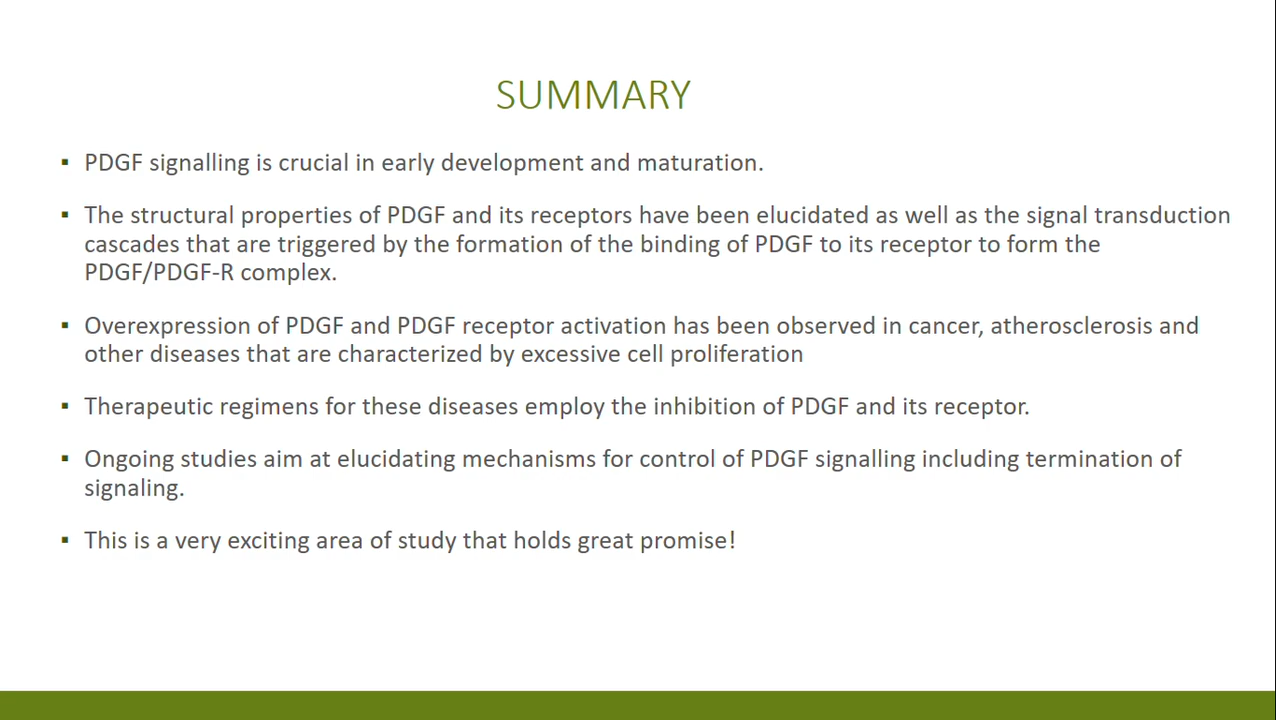 SUMMARY
▪ PDGF signalling is crucial in early development and maturation.
▪ The structural properties of PDGF and its receptors have been elucidated as well as the signal transduction
cascades that are triggered by the formation of the binding of PDGF to its receptor to form the
PDGF/PDGF-R complex.
▪ Overexpression of PDGF and PDGF receptor activation has been observed in cancer, atherosclerosis and
other diseases that are characterized by excessive cell proliferation
▪ Therapeutic regimens for these diseases employ the inhibition of PDGF and its receptor.
▪ Ongoing studies aim at elucidating mechanisms for control of PDGF signalling including termination of
signaling.
▪ This is a very exciting area of study that holds great promise!